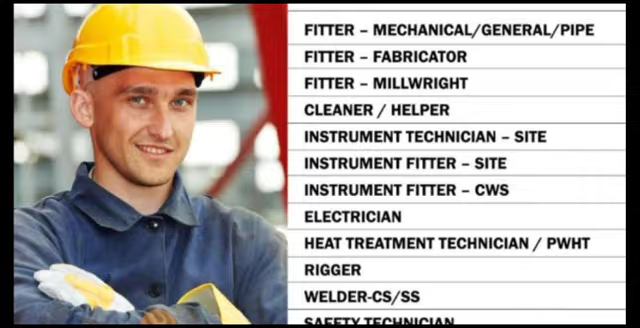 FITTER – MECHANICAL/GENERAL/PIPE
FITTER – FABRICATOR
FITTER – MILLWRIGHT
CLEANER / HELPER
INSTRUMENT TECHNICIAN – SITE
INSTRUMENT FITTER – SITE
INSTRUMENT FITTER – CWS
ELECTRICIAN
HEAT TREATMENT TECHNICIAN / PWHT
RIGGER
WELDER-CS/SS
SAFETY TECHNICIAN